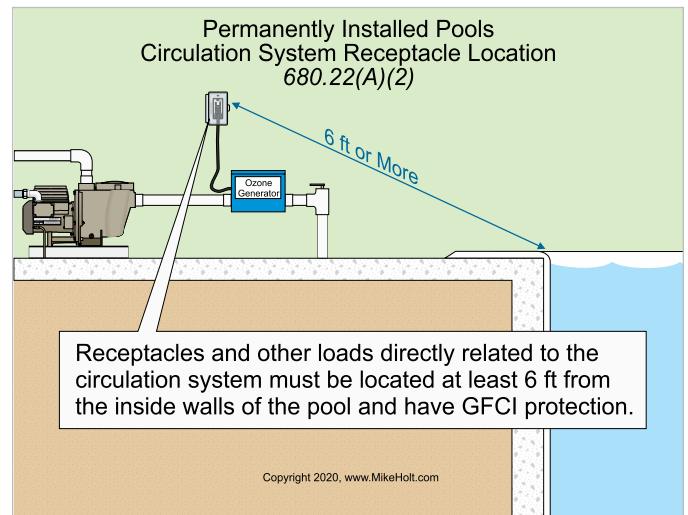 Permanently Installed Pools
Circulation System Receptacle Location
680.22(A)(2)
6 ft or More
Ozone
Generator
Receptacles and other loads directly related to the
circulation system must be located at least 6 ft from
the inside walls of the pool and have GFCI protection.
Copyright 2020, www.MikeHolt.com